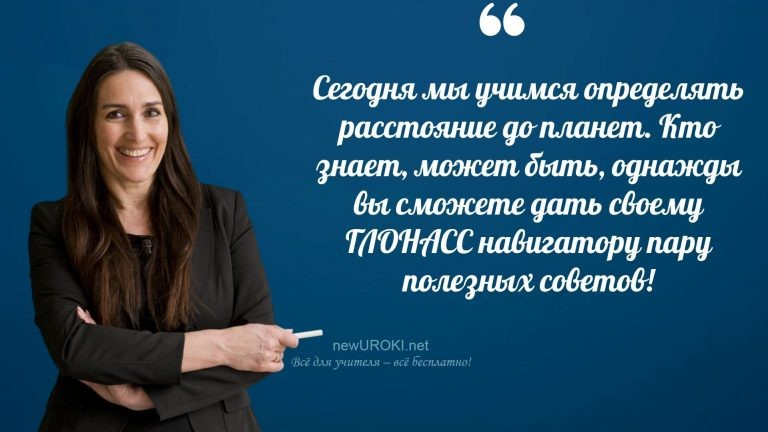 Сегодня мы учимся определять
расстояние до планет. Кто
знает, может быть, однажды
вы сможете дать своему
ГЛОНАСС навигатору пару
полезных советов!
newUROKI.net
Всё для учителя – всё бесплатно!